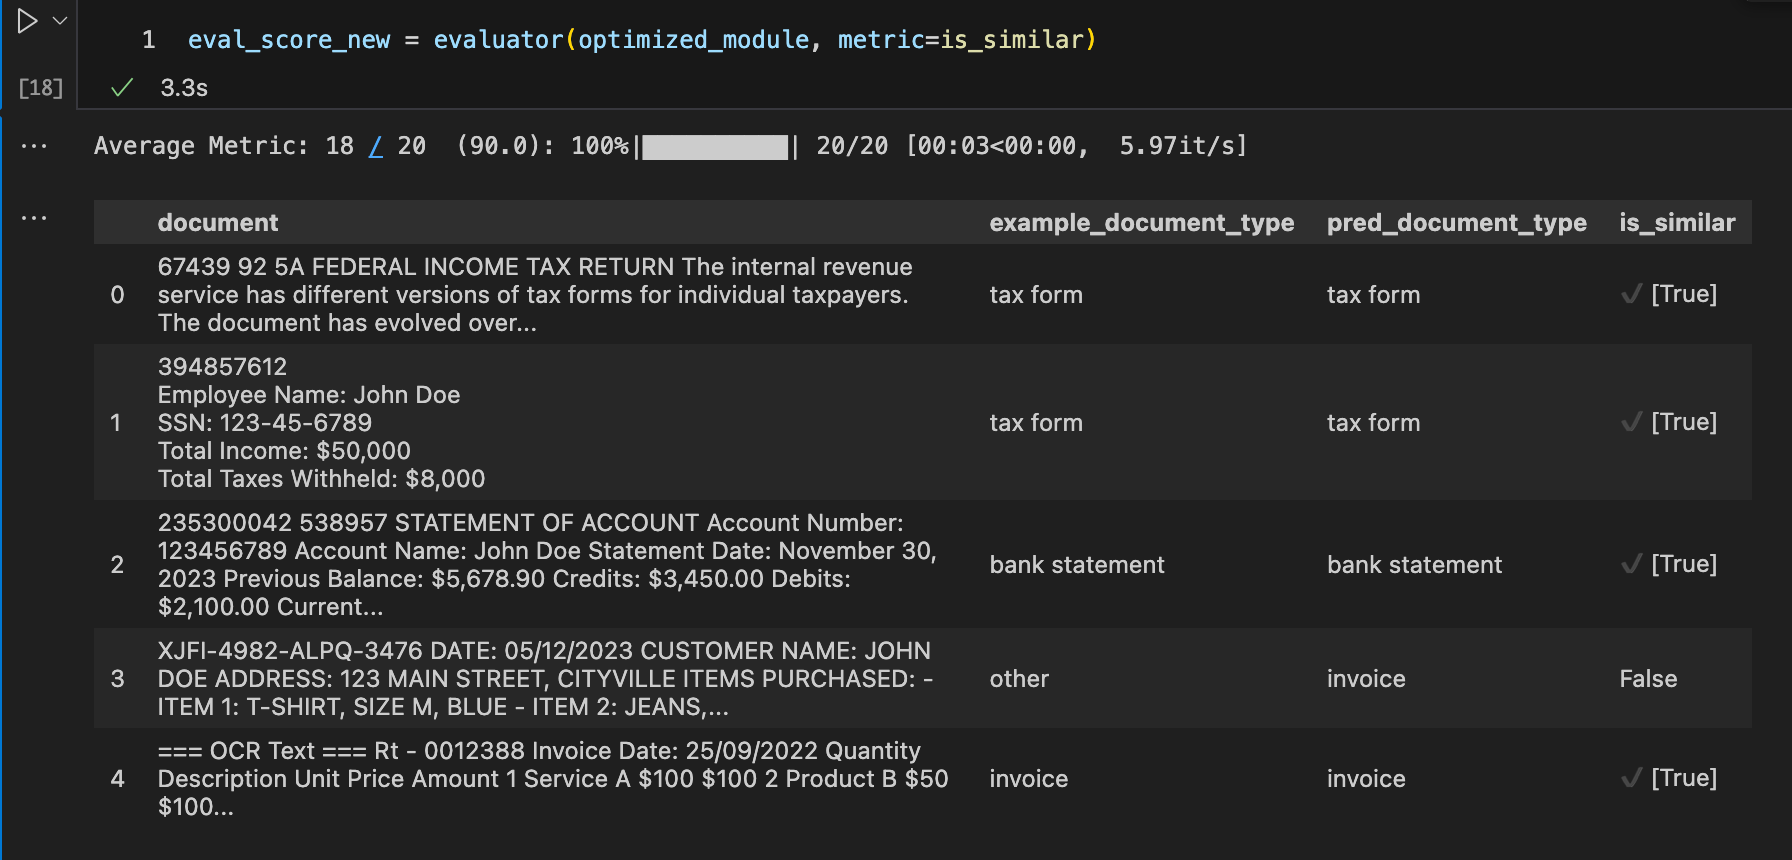 1 eval_score_new = evaluator(optimized_module, metric=is_similar)
[18] ✓ 3.3s
... Average Metric: 18 / 20 (90.0): 100%|██████████| 20/20 [00:03<00:00, 5.97it/s]
...
document example_document_type pred_document_type is_similar
67439 92 5A FEDERAL INCOME TAX RETURN The internal revenue
0 service has different versions of tax forms for individual taxpayers. tax form tax form ✔ [True]
The document has evolved over...
394857612
Employee Name: John Doe
1 SSN: 123-45-6789 tax form tax form ✔ [True]
Total Income: $50,000
Total Taxes Withheld: $8,000
235300042 538957 STATEMENT OF ACCOUNT Account Number:
123456789 Account Name: John Doe Statement Date: November 30,
2 2023 Previous Balance: $5,678.90 Credits: $3,450.00 Debits: bank statement bank statement ✔ [True]
$2,100.00 Current...
XJFI-4982-ALPQ-3476 DATE: 05/12/2023 CUSTOMER NAME: JOHN
3 DOE ADDRESS: 123 MAIN STREET, CITYVILLE ITEMS PURCHASED: - other invoice False
ITEM 1: T-SHIRT, SIZE M, BLUE - ITEM 2: JEANS,...
=== OCR Text === Rt - 0012388 Invoice Date: 25/09/2022 Quantity
4 Description Unit Price Amount 1 Service A $100 $100 2 Product B $50 invoice invoice ✔ [True]
$100...